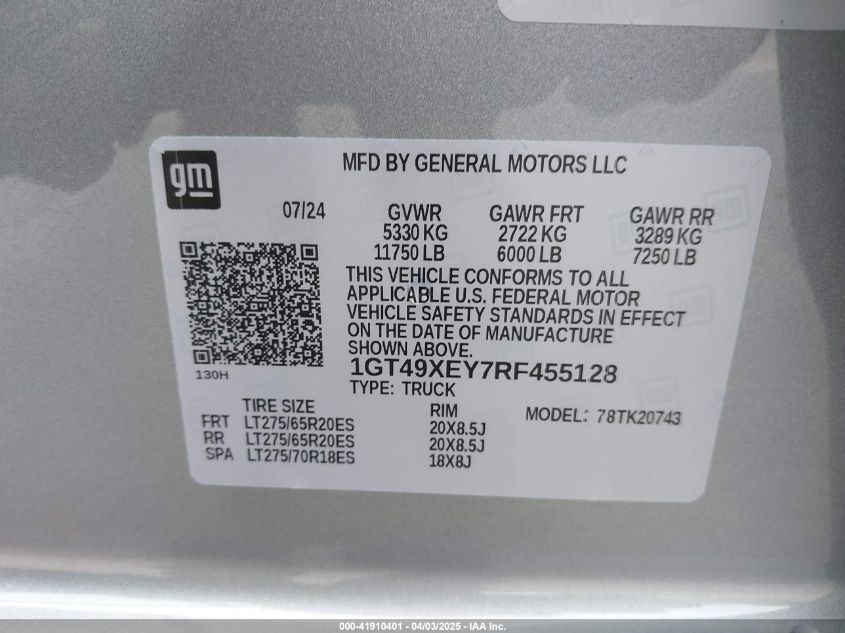 gm
MFD BY GENERAL MOTORS LLC
07/24
GVWR GAWR FRT GAWR RR
5330 KG 2722 KG 3289 KG
11750 LB 6000 LB 7250 LB
THIS VEHICLE CONFORMS TO ALL
APPLICABLE U.S. FEDERAL MOTOR
VEHICLE SAFETY STANDARDS IN EFFECT
ON THE DATE OF MANUFACTURE
SHOWN ABOVE.
130H
1GT49XEY7RF455128
TYPE: TRUCK
TIRE SIZE RIM MODEL: 78TK20743
FRT LT275/65R20ES 20X8.5J
RR LT275/65R20ES 20X8.5J
SPA LT275/70R18ES 18X8J
000-41910401 - 04/03/2025 - IAA Inc.